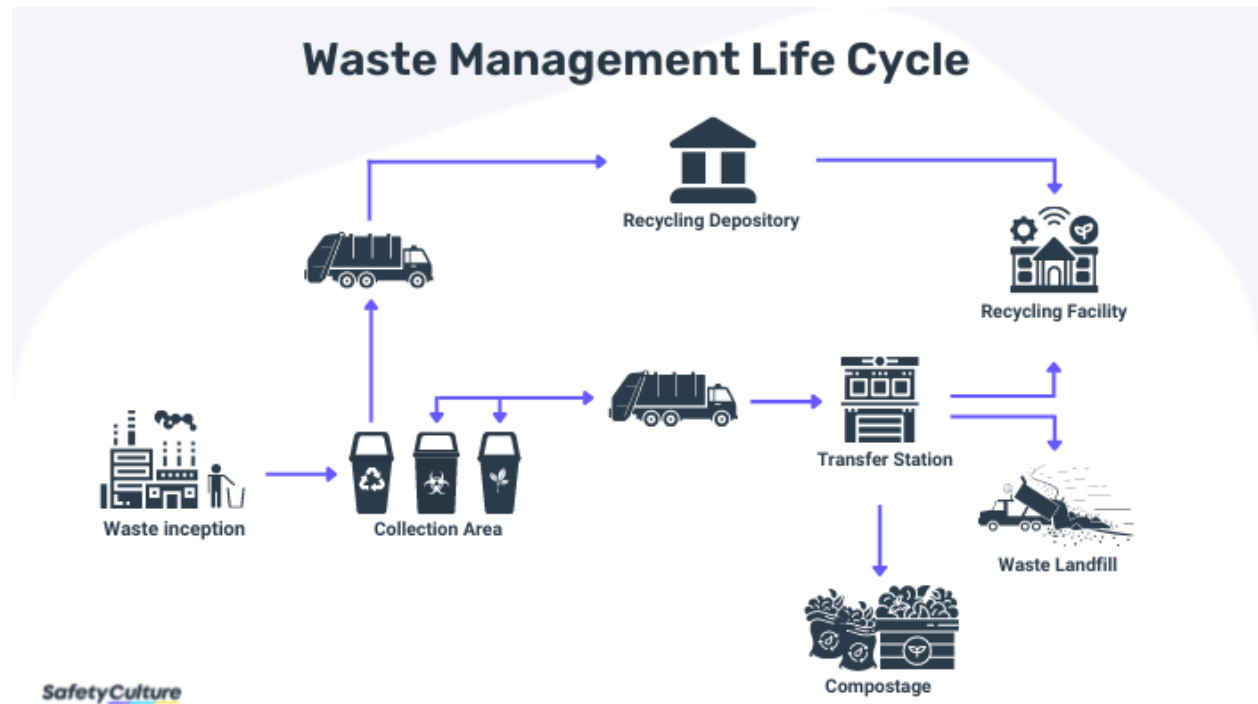 Waste Management Life Cycle
Recycling Depository
Recycling Facility
Transfer Station
Waste inception
Collection Area
Waste Landfill
Compostage
SafetyCulture